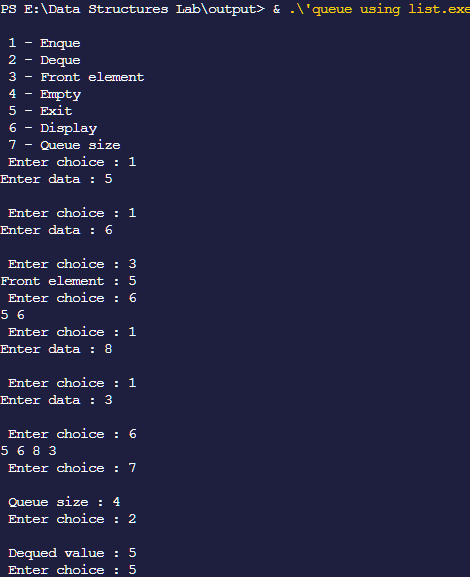 PS E:\Data Structures Lab\output> & .\'queue using list.exe
1 - Enque
2 - Deque
3 - Front element
4 - Empty
5 - Exit
6 - Display
7 - Queue size
Enter choice : 1
Enter data : 5
Enter choice : 1
Enter data : 6
Enter choice : 3
Front element : 5
Enter choice : 6
5 6
Enter choice : 1
Enter data : 8
Enter choice : 1
Enter data : 3
Enter choice : 6
5 6 8 3
Enter choice : 7
Queue size : 4
Enter choice : 2
Dequed value : 5
Enter choice : 5